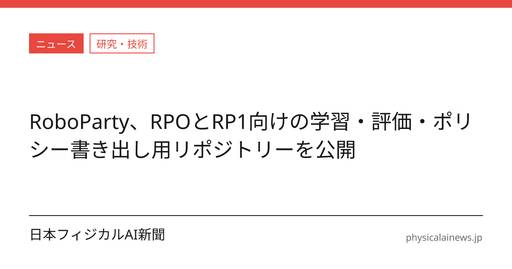 ニュース 研究・技術
RoboParty、RPOとRP1向けの学習・評価・ポリ
シー書き出し用リポジトリーを公開
日本フィジカルAI新聞 physicalainews.jp